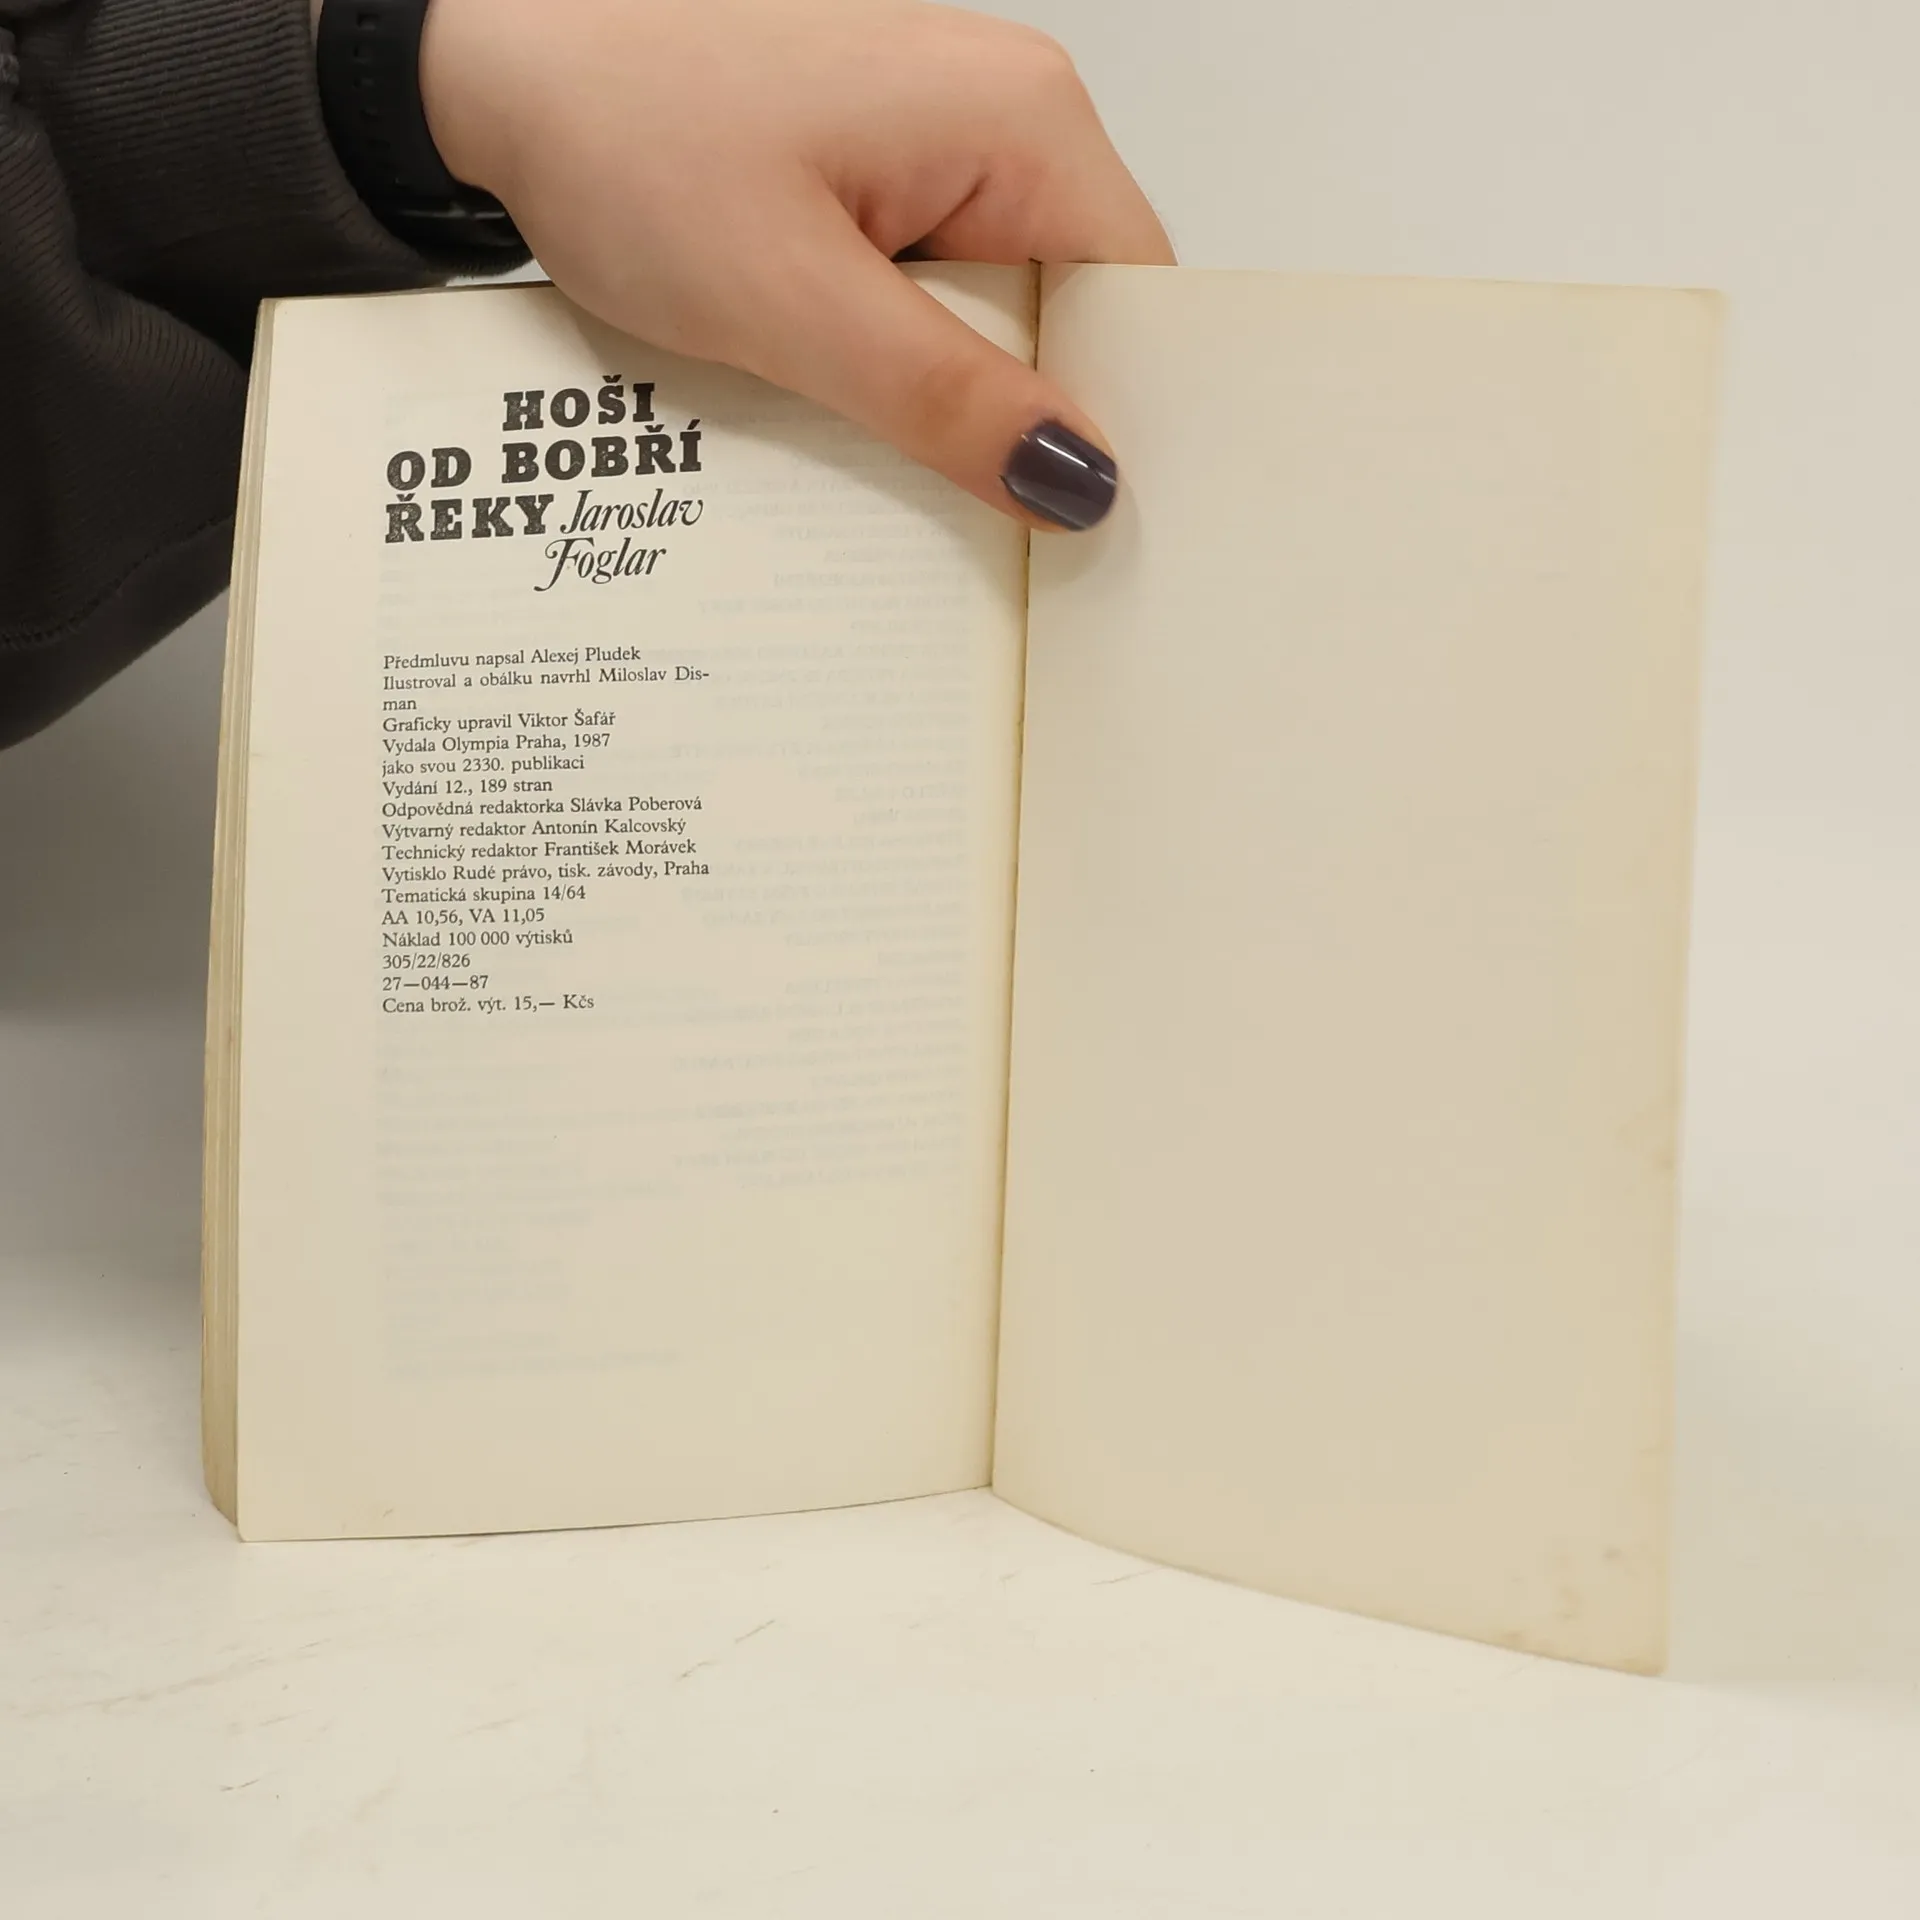 HOŠI
OD BOBŘÍ
ŘEKY Jaroslav
Foglar
Předmluvu napsal Alexej Pludek
Ilustroval a obálku navrhl Miloslav Dis-
man
Graficky upravil Viktor Šafář
Vydala Olympia Praha, 1987
jako svou 2330. publikaci
Vydání 12., 189 stran
Odpovědná redaktorka Slávka Poberová
Výtvarný redaktor Antonín Kalcovský
Technický redaktor František Morávek
Vytisklo Rudé právo, tisk. závody, Praha
Tematická skupina 14/64
AA 10,56, VA 11,05
Náklad 100 000 výtisků
305/22/826
27—044—87
Cena brož. výt. 15,— Kčs